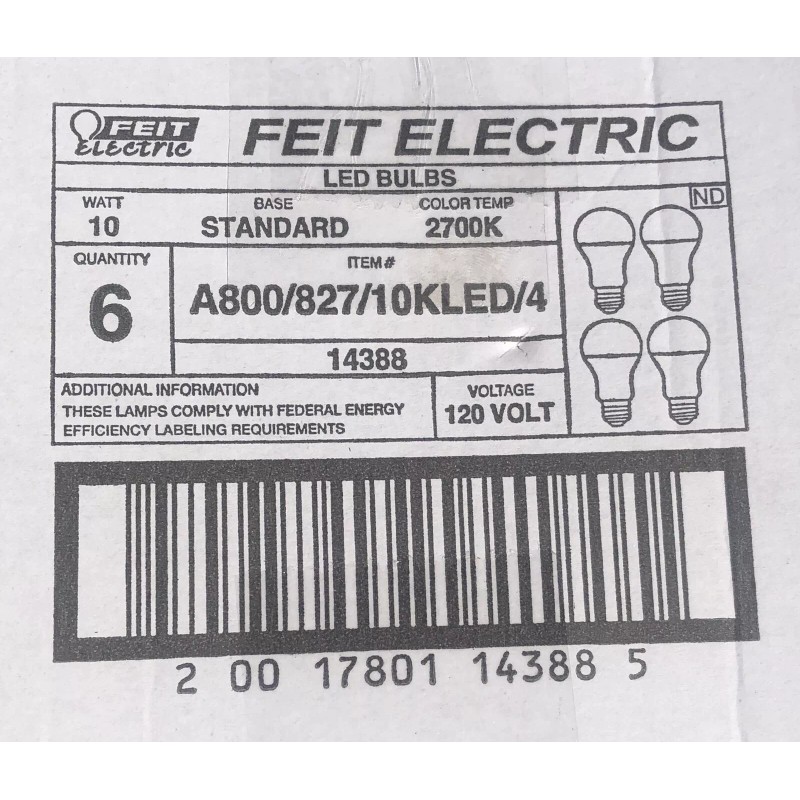 FEIT Electric
FEIT ELECTRIC
LED BULBS
WATT
10
BASE
STANDARD
COLOR TEMP
2700K
ND
QUANTITY
6
ITEM#
A800/827/10KLED/4
14388
ADDITIONAL INFORMATION
THESE LAMPS COMPLY WITH FEDERAL ENERGY
EFFICIENCY LABELING REQUIREMENTS
VOLTAGE
120 VOLT
2 00 17801 14388 5